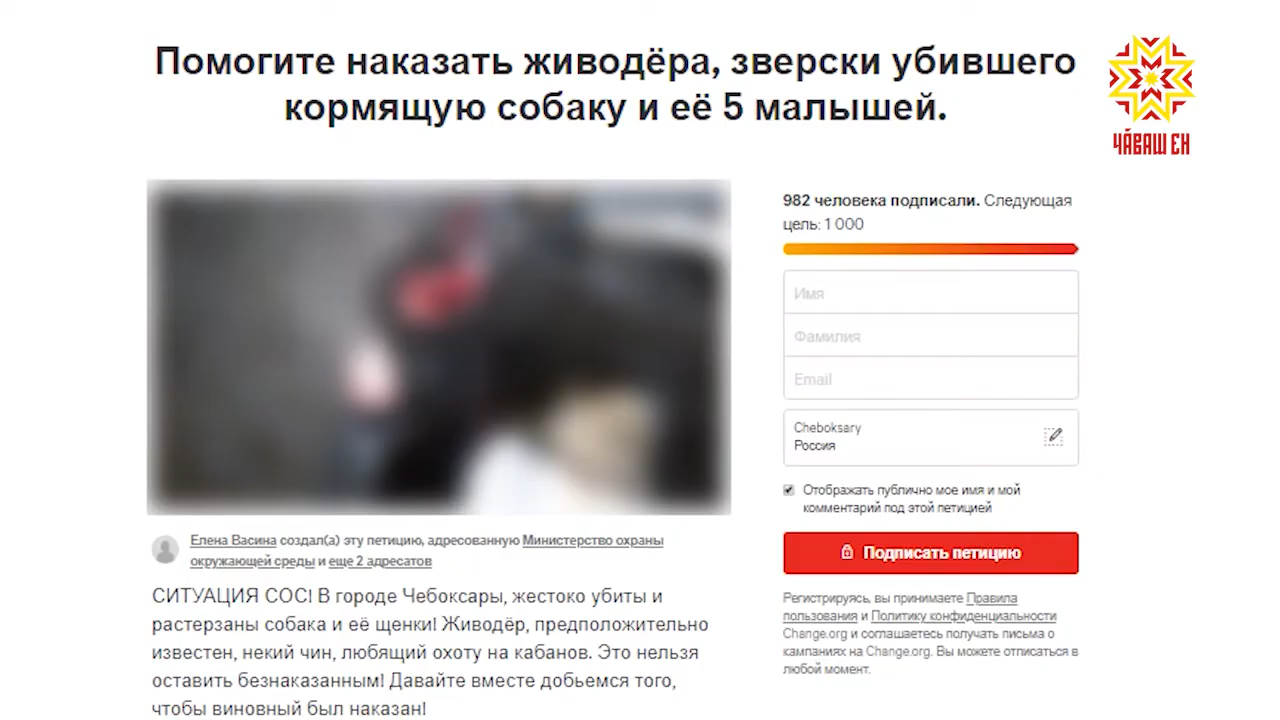 Помогите наказать живодёра, зверски убившего
кормящую собаку и её 5 малышей.
ЧӐВАШ ЕН
982 человека подписали. Следующая
цель: 1 000
Имя
Фамилия
Email
Cheboksary
Россия
Отображать публично мое имя и мой
комментарий под этой петицией
Подписать петицию
Регистрируясь, вы принимаете Правила
пользования и Политику конфиденциальности
Change.org и соглашаетесь получать письма о
кампаниях на Change.org. Вы можете отписаться в
любой момент.
Елена Васина создал(а) эту петицию, адресованную Министерство охраны
окружающей среды и еще 2 адресатов
СИТУАЦИЯ СОС! В городе Чебоксары, жестоко убиты и
растерзаны собака и её щенки! Живодёр, предположительно
известен, некий чин, любящий охоту на кабанов. Это нельзя
оставить безнаказанным! Давайте вместе добьемся того,
чтобы виновный был наказан!